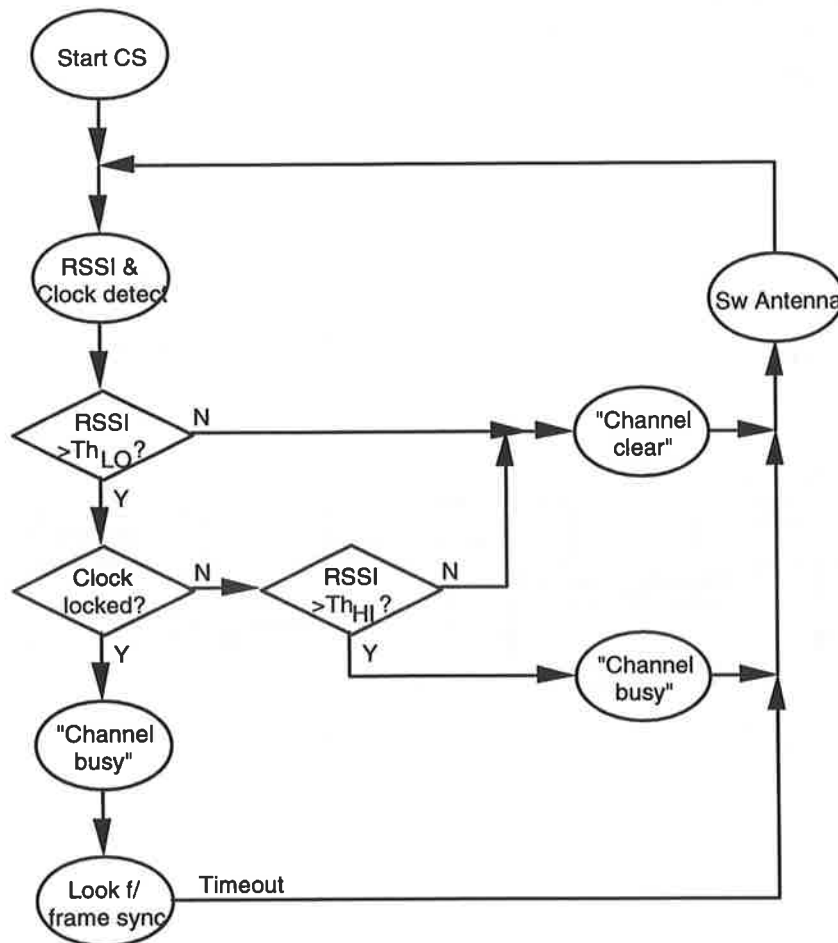 Start CS
RSSI &
Clock detect
Sw Antenna
RSSI
>ThLO?
N
Y
"Channel
clear"
Clock
locked?
N
Y
RSSI
>ThHI?
N
Y
"Channel
busy"
"Channel
busy"
Look f/
frame sync
Timeout